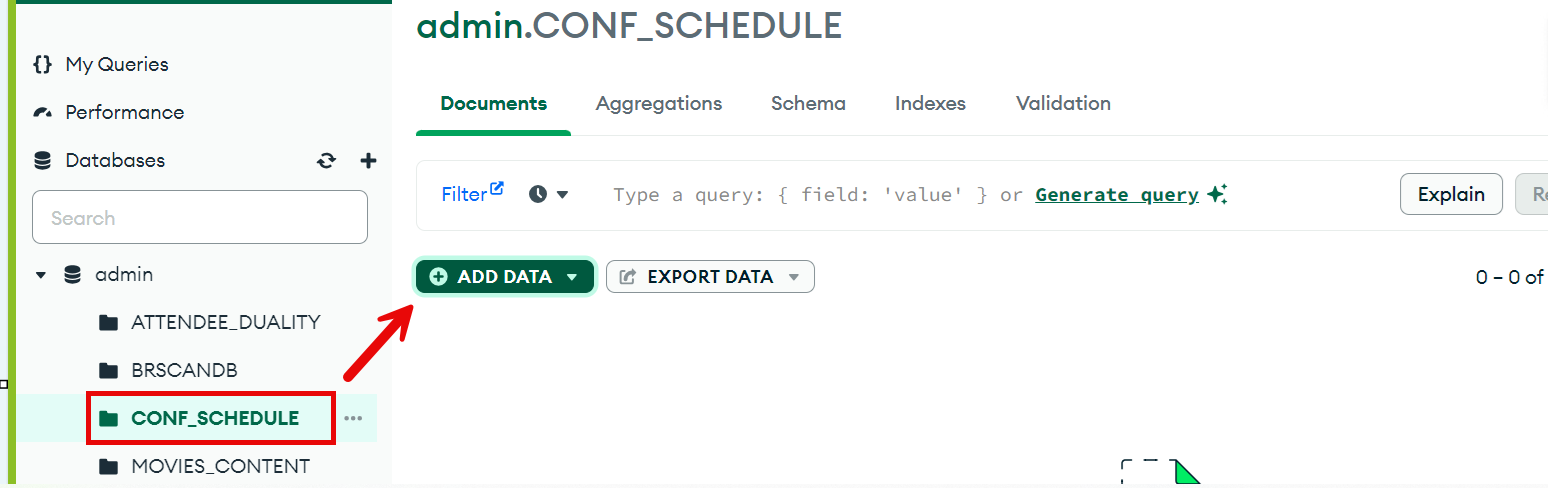 admin.CONF_SCHEDULE
{} My Queries
Performance
Databases
Search
admin
ATTENDEE_DUALITY
BRSCANDB
CONF_SCHEDULE
MOVIES_CONTENT
Documents Aggregations Schema Indexes Validation
Filter Type a query: { field: 'value' } or Generate query Explain
ADD DATA EXPORT DATA 0 – 0 of